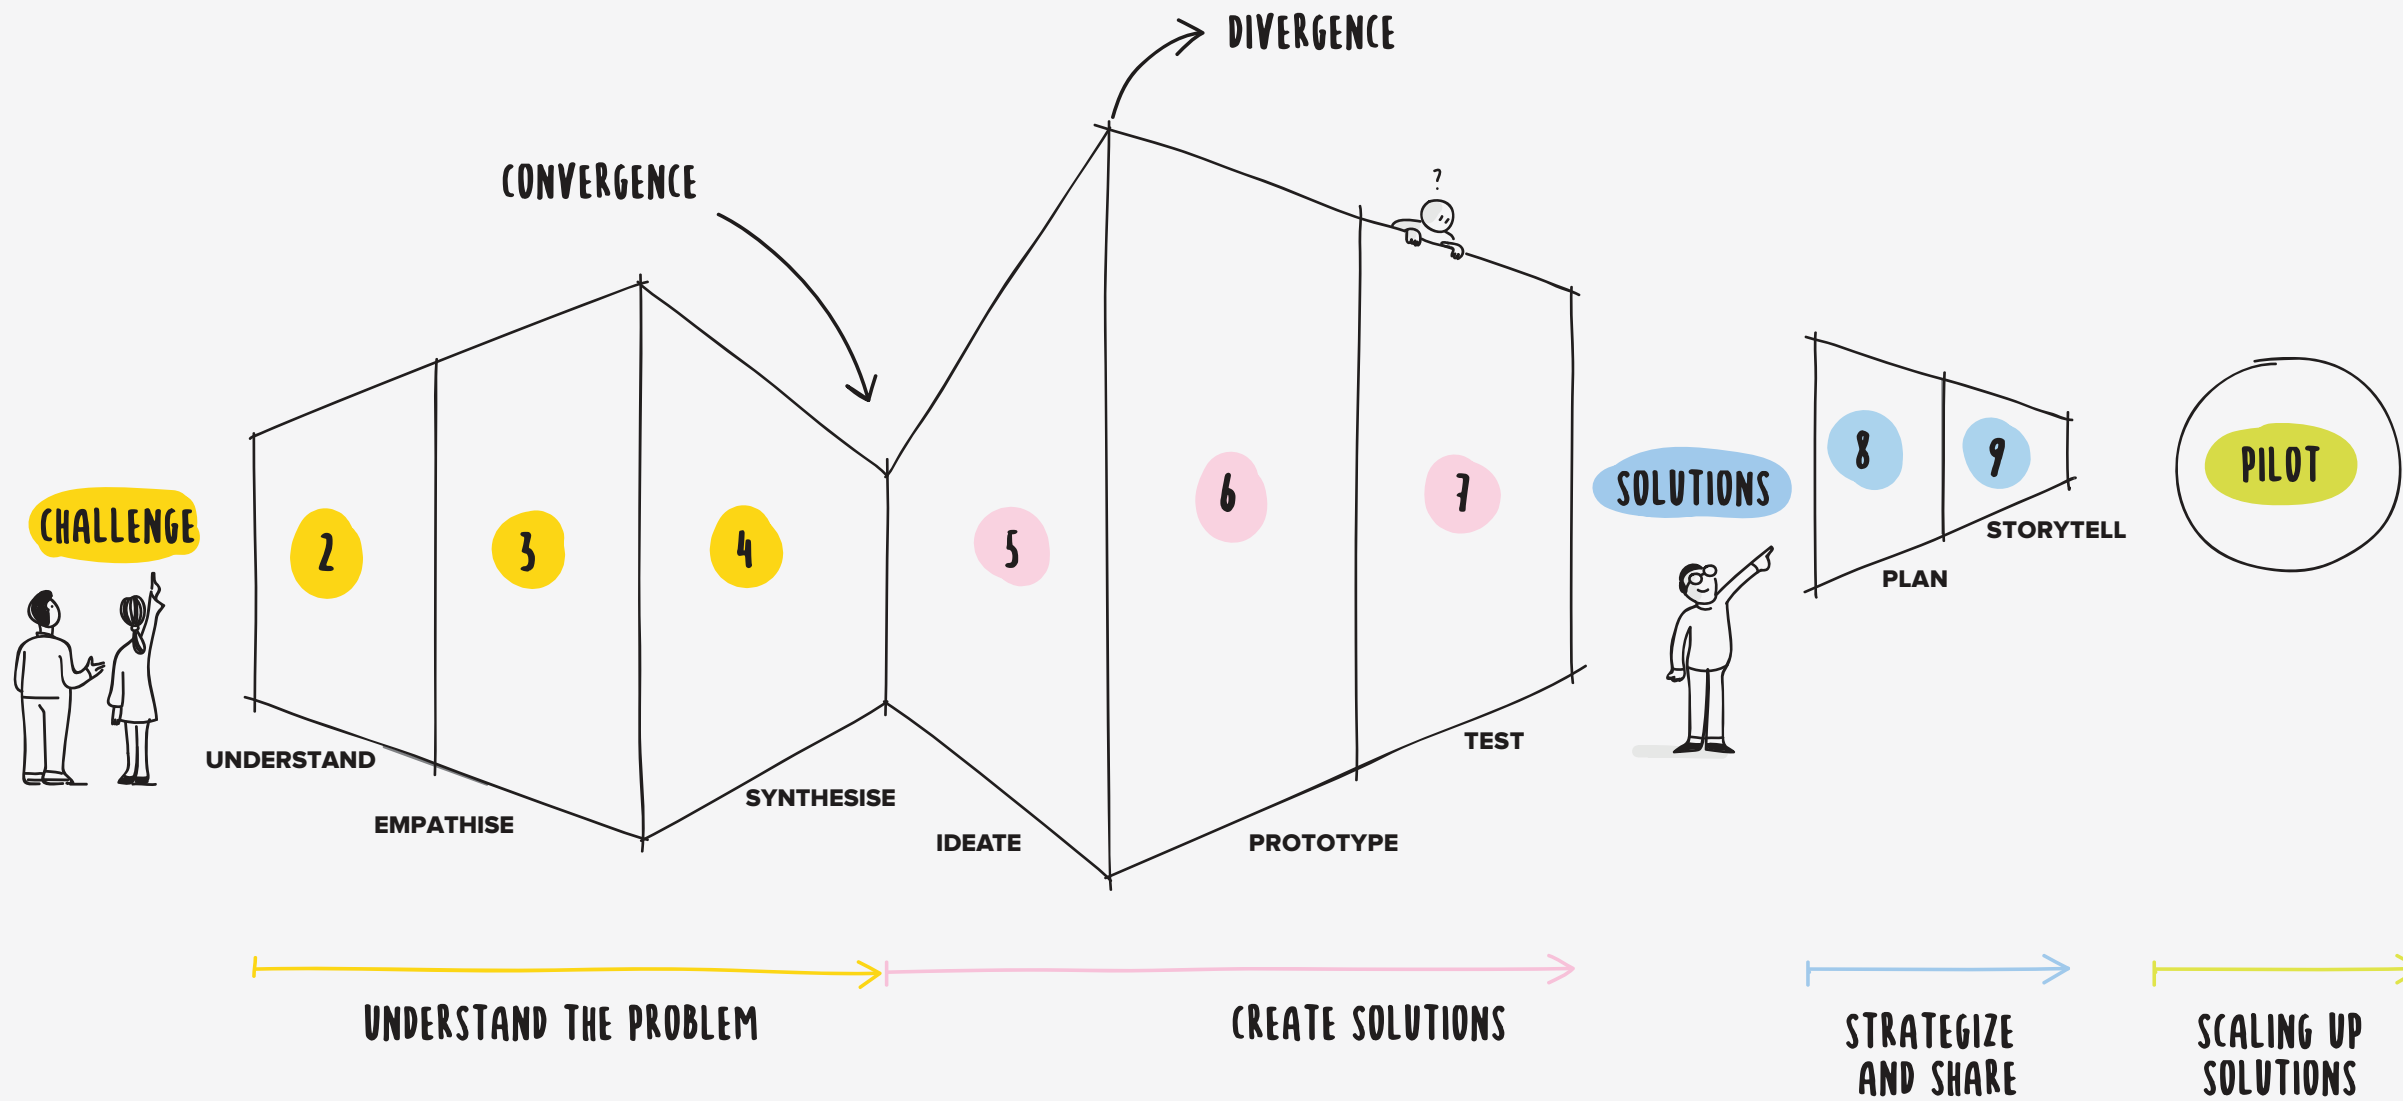 DIVERGENCE
CONVERGENCE
?
CHALLENGE
2
3
4
5
6
7
SOLUTIONS
8
9
PILOT
UNDERSTAND
EMPATHISE
SYNTHESISE
IDEATE
PROTOTYPE
TEST
PLAN
STORYTELL
UNDERSTAND THE PROBLEM
CREATE SOLUTIONS
STRATEGIZE
AND SHARE
SCALING UP
SOLUTIONS